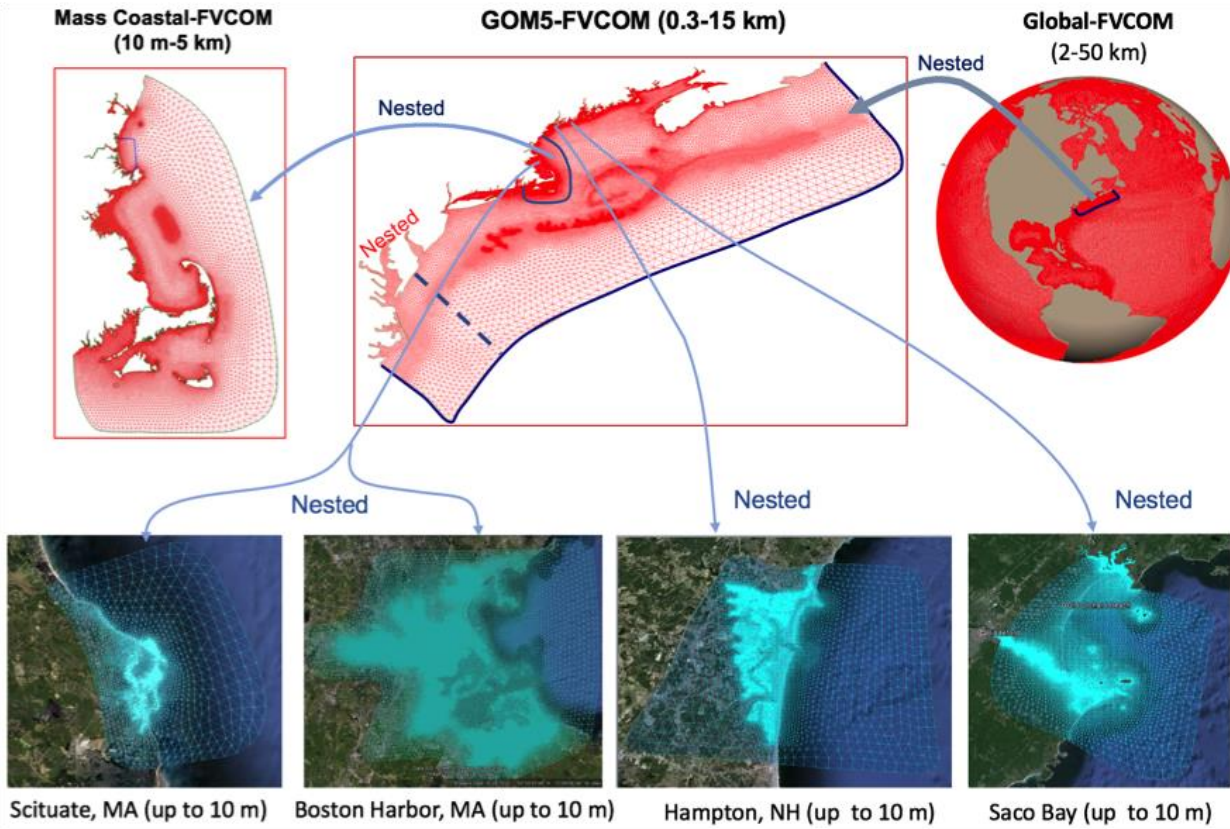 Mass Coastal-FVCOM
(10 m-5 km)
GOM5-FVCOM (0.3-15 km)
Global-FVCOM
(2-50 km)
Nested
Nested
Nested
Nested
Nested
Nested
Scituate, MA (up to 10 m)
Boston Harbor, MA (up to 10 m)
Hampton, NH (up to 10 m)
Saco Bay (up to 10 m)